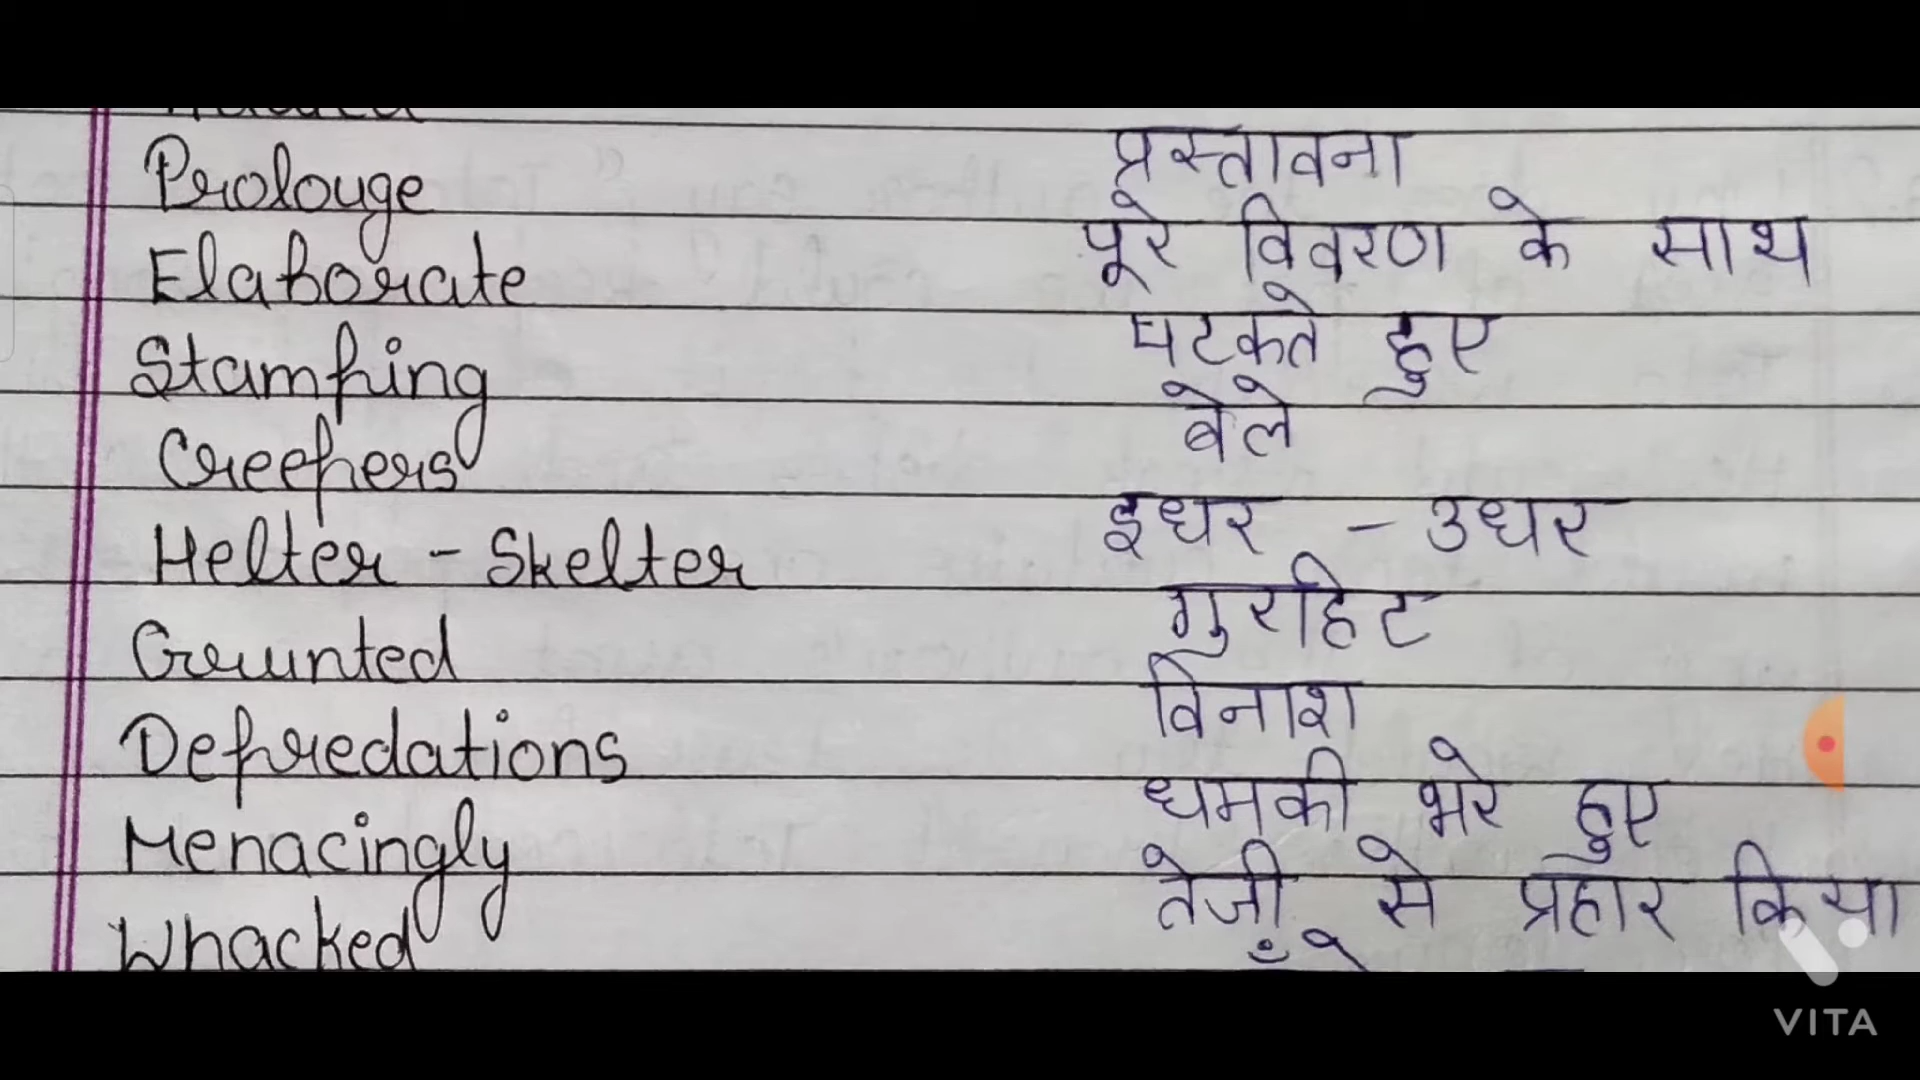 Prolouge प्रस्तावना
Elaborate पूरे विवरण के साथ
Stamping पटकते हुए
Creepers बेले
Helter - Skelter इधर - उधर
Grunted गुर्राहट
Depredations विनाश
Menacingly धमकी भरे हुए
Whacked तेजी से प्रहार किया
VITA